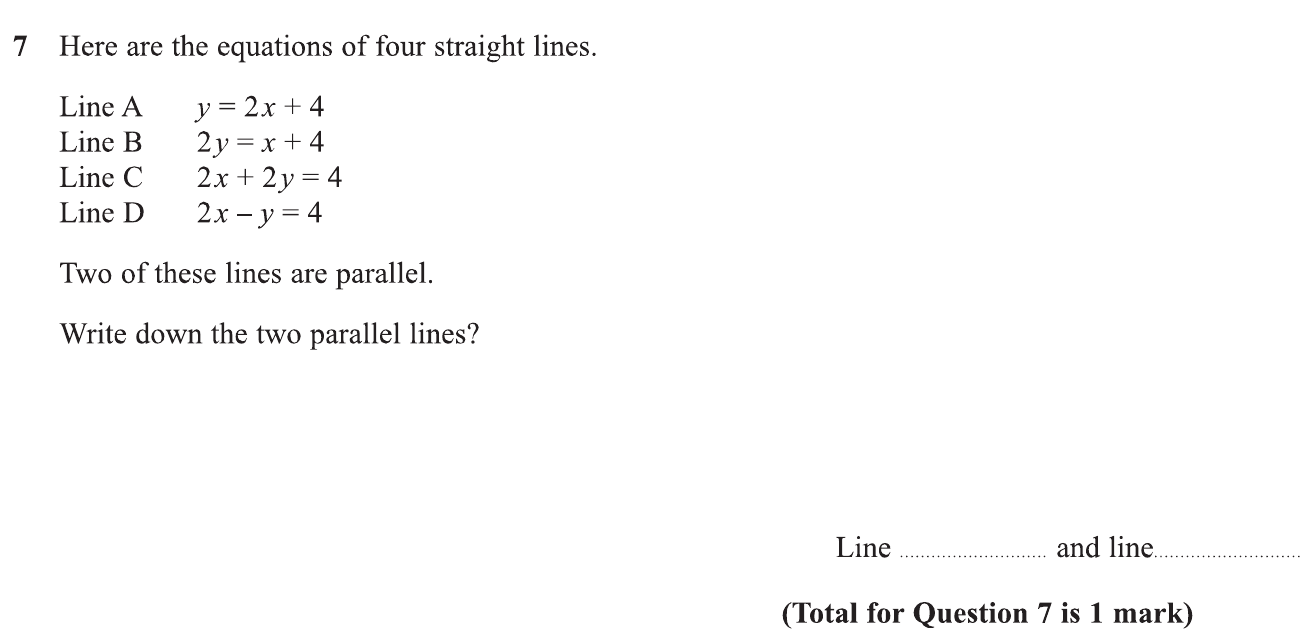 7 Here are the equations of four straight lines.
Line A y = 2x + 4
Line B 2y = x + 4
Line C 2x + 2y = 4
Line D 2x – y = 4
Two of these lines are parallel.
Write down the two parallel lines?
Line ............................ and line............................
(Total for Question 7 is 1 mark)